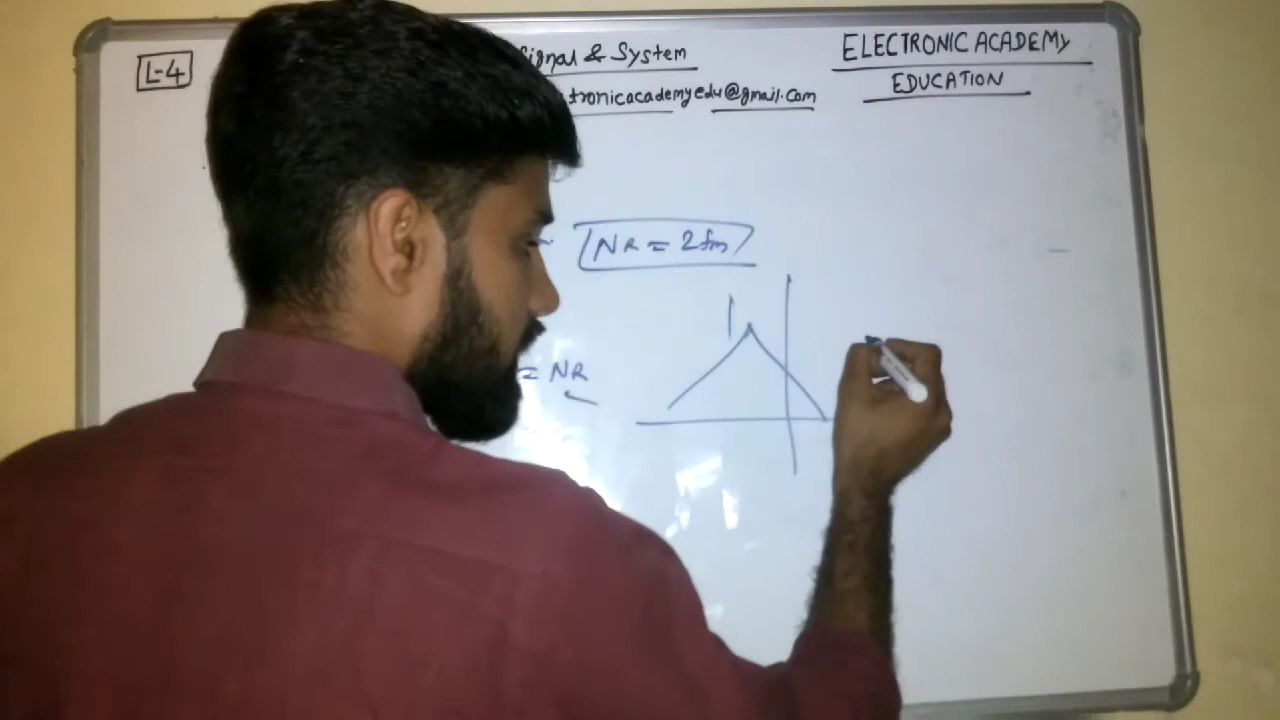 L-4
Signal & System
ELECTRONIC ACADEMY
EDUCATION
tronicacademyedu@gmail.com
NR = 2fm
= NR